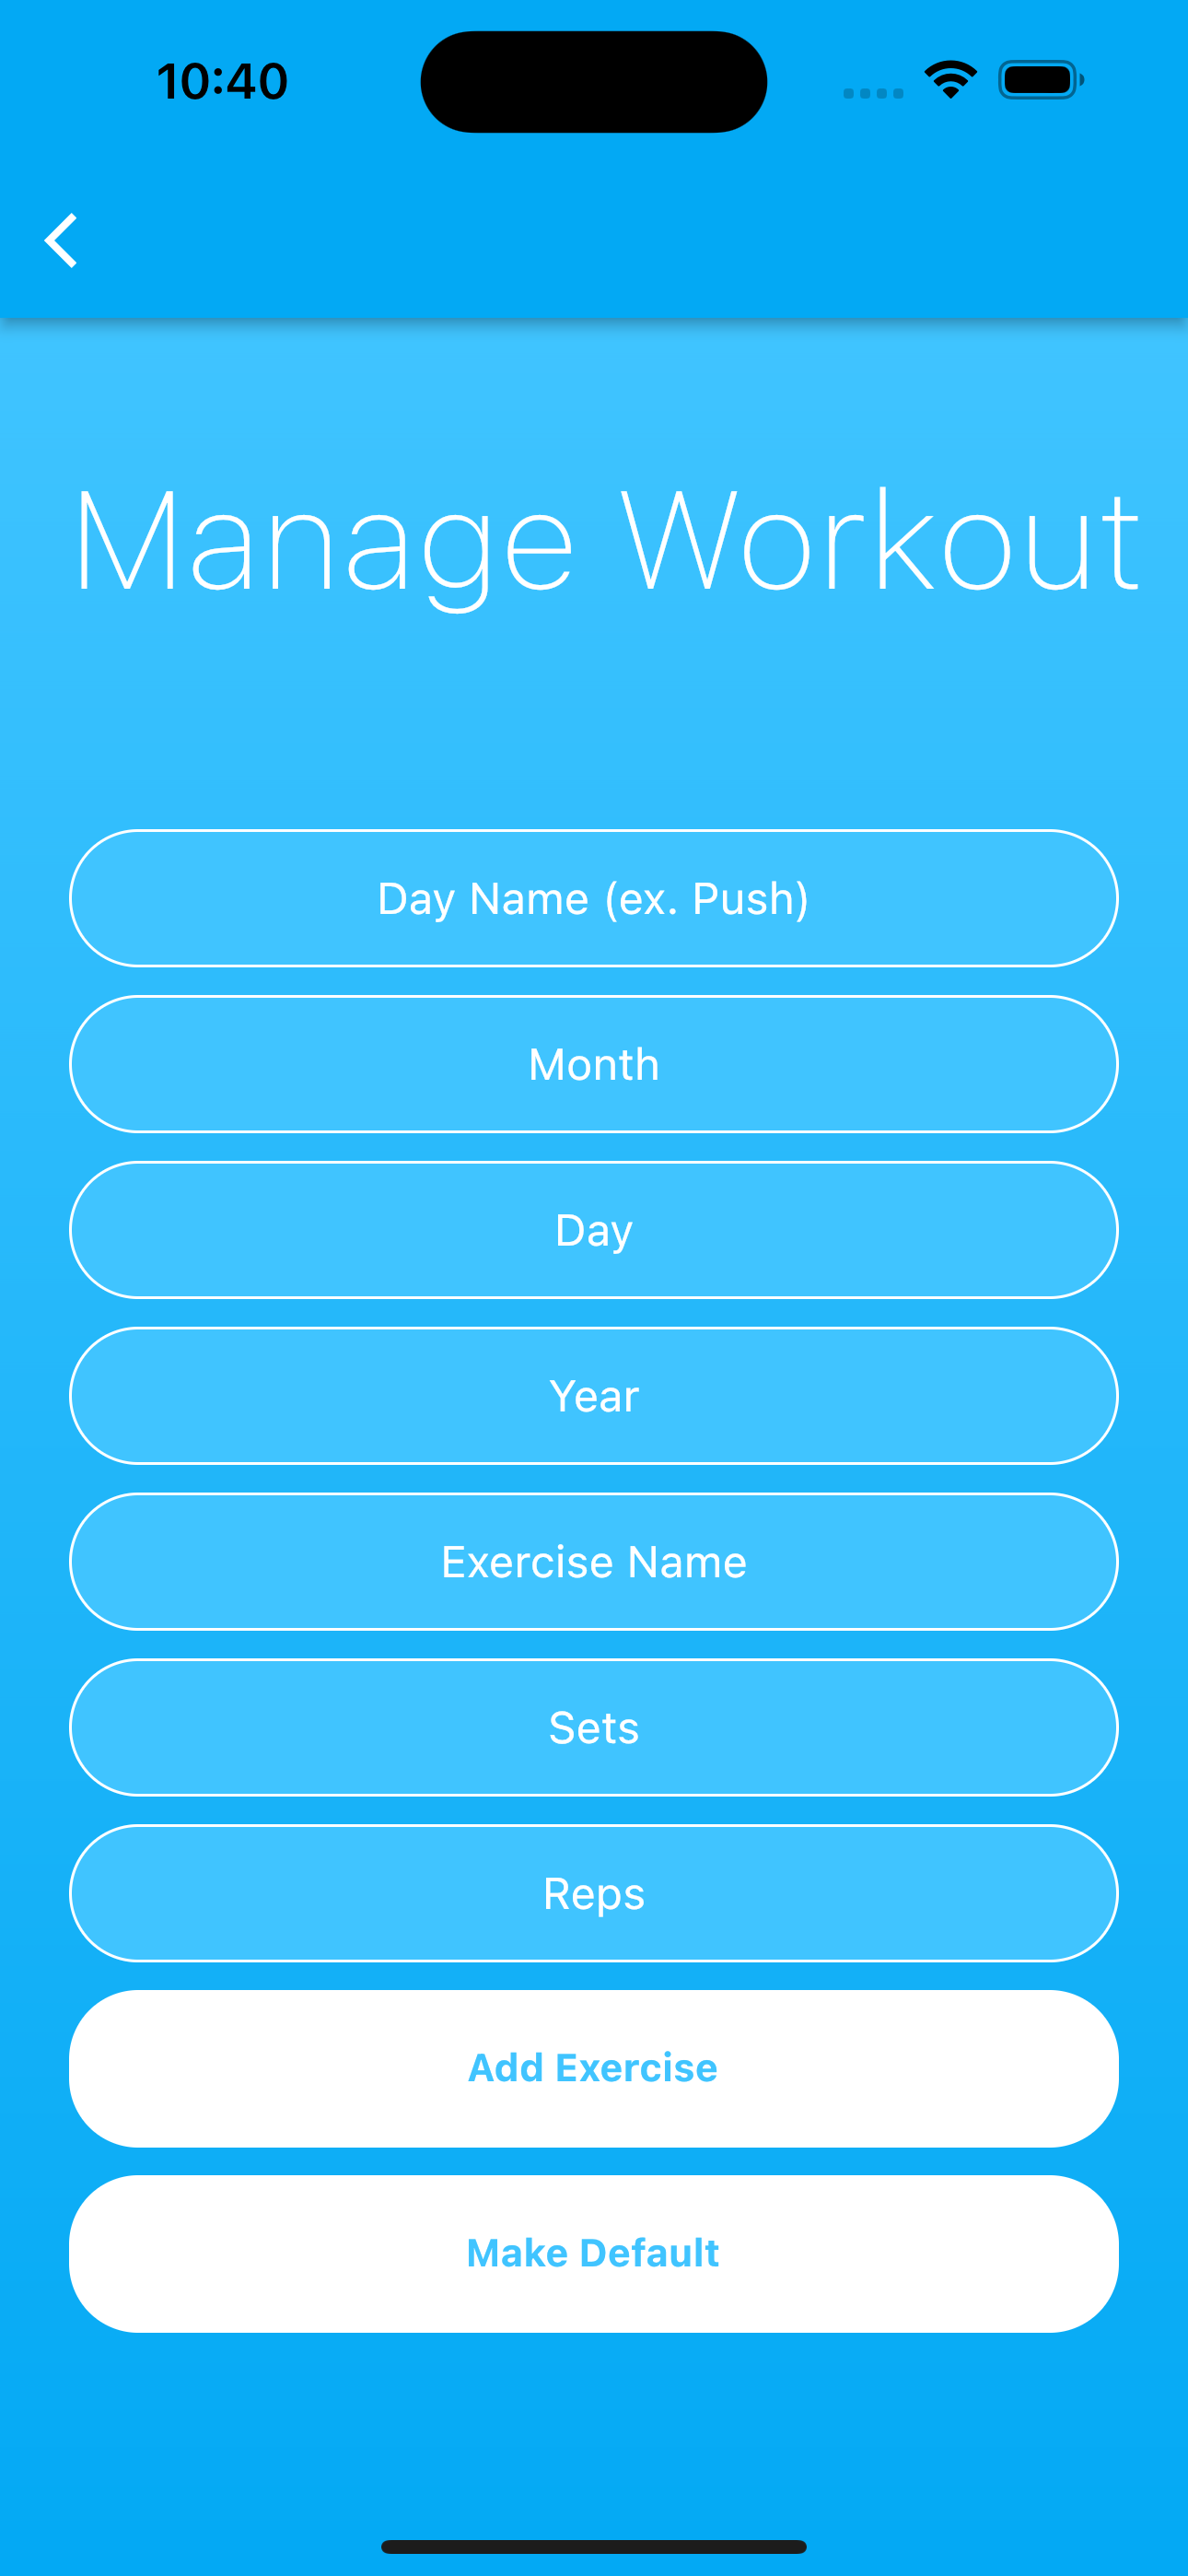 10:40
Manage Workout
Day Name (ex. Push)
Month
Day
Year
Exercise Name
Sets
Reps
Add Exercise
Make Default